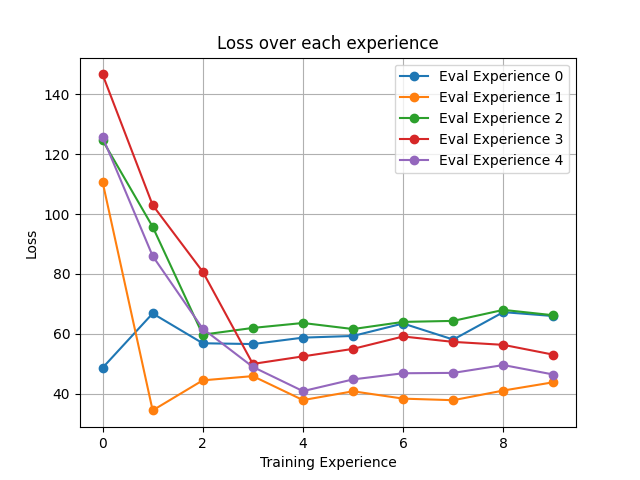 Loss over each experience
Eval Experience 0
Eval Experience 1
Eval Experience 2
Eval Experience 3
Eval Experience 4
Loss
140
120
100
80
60
40
0 2 4 6 8
Training Experience